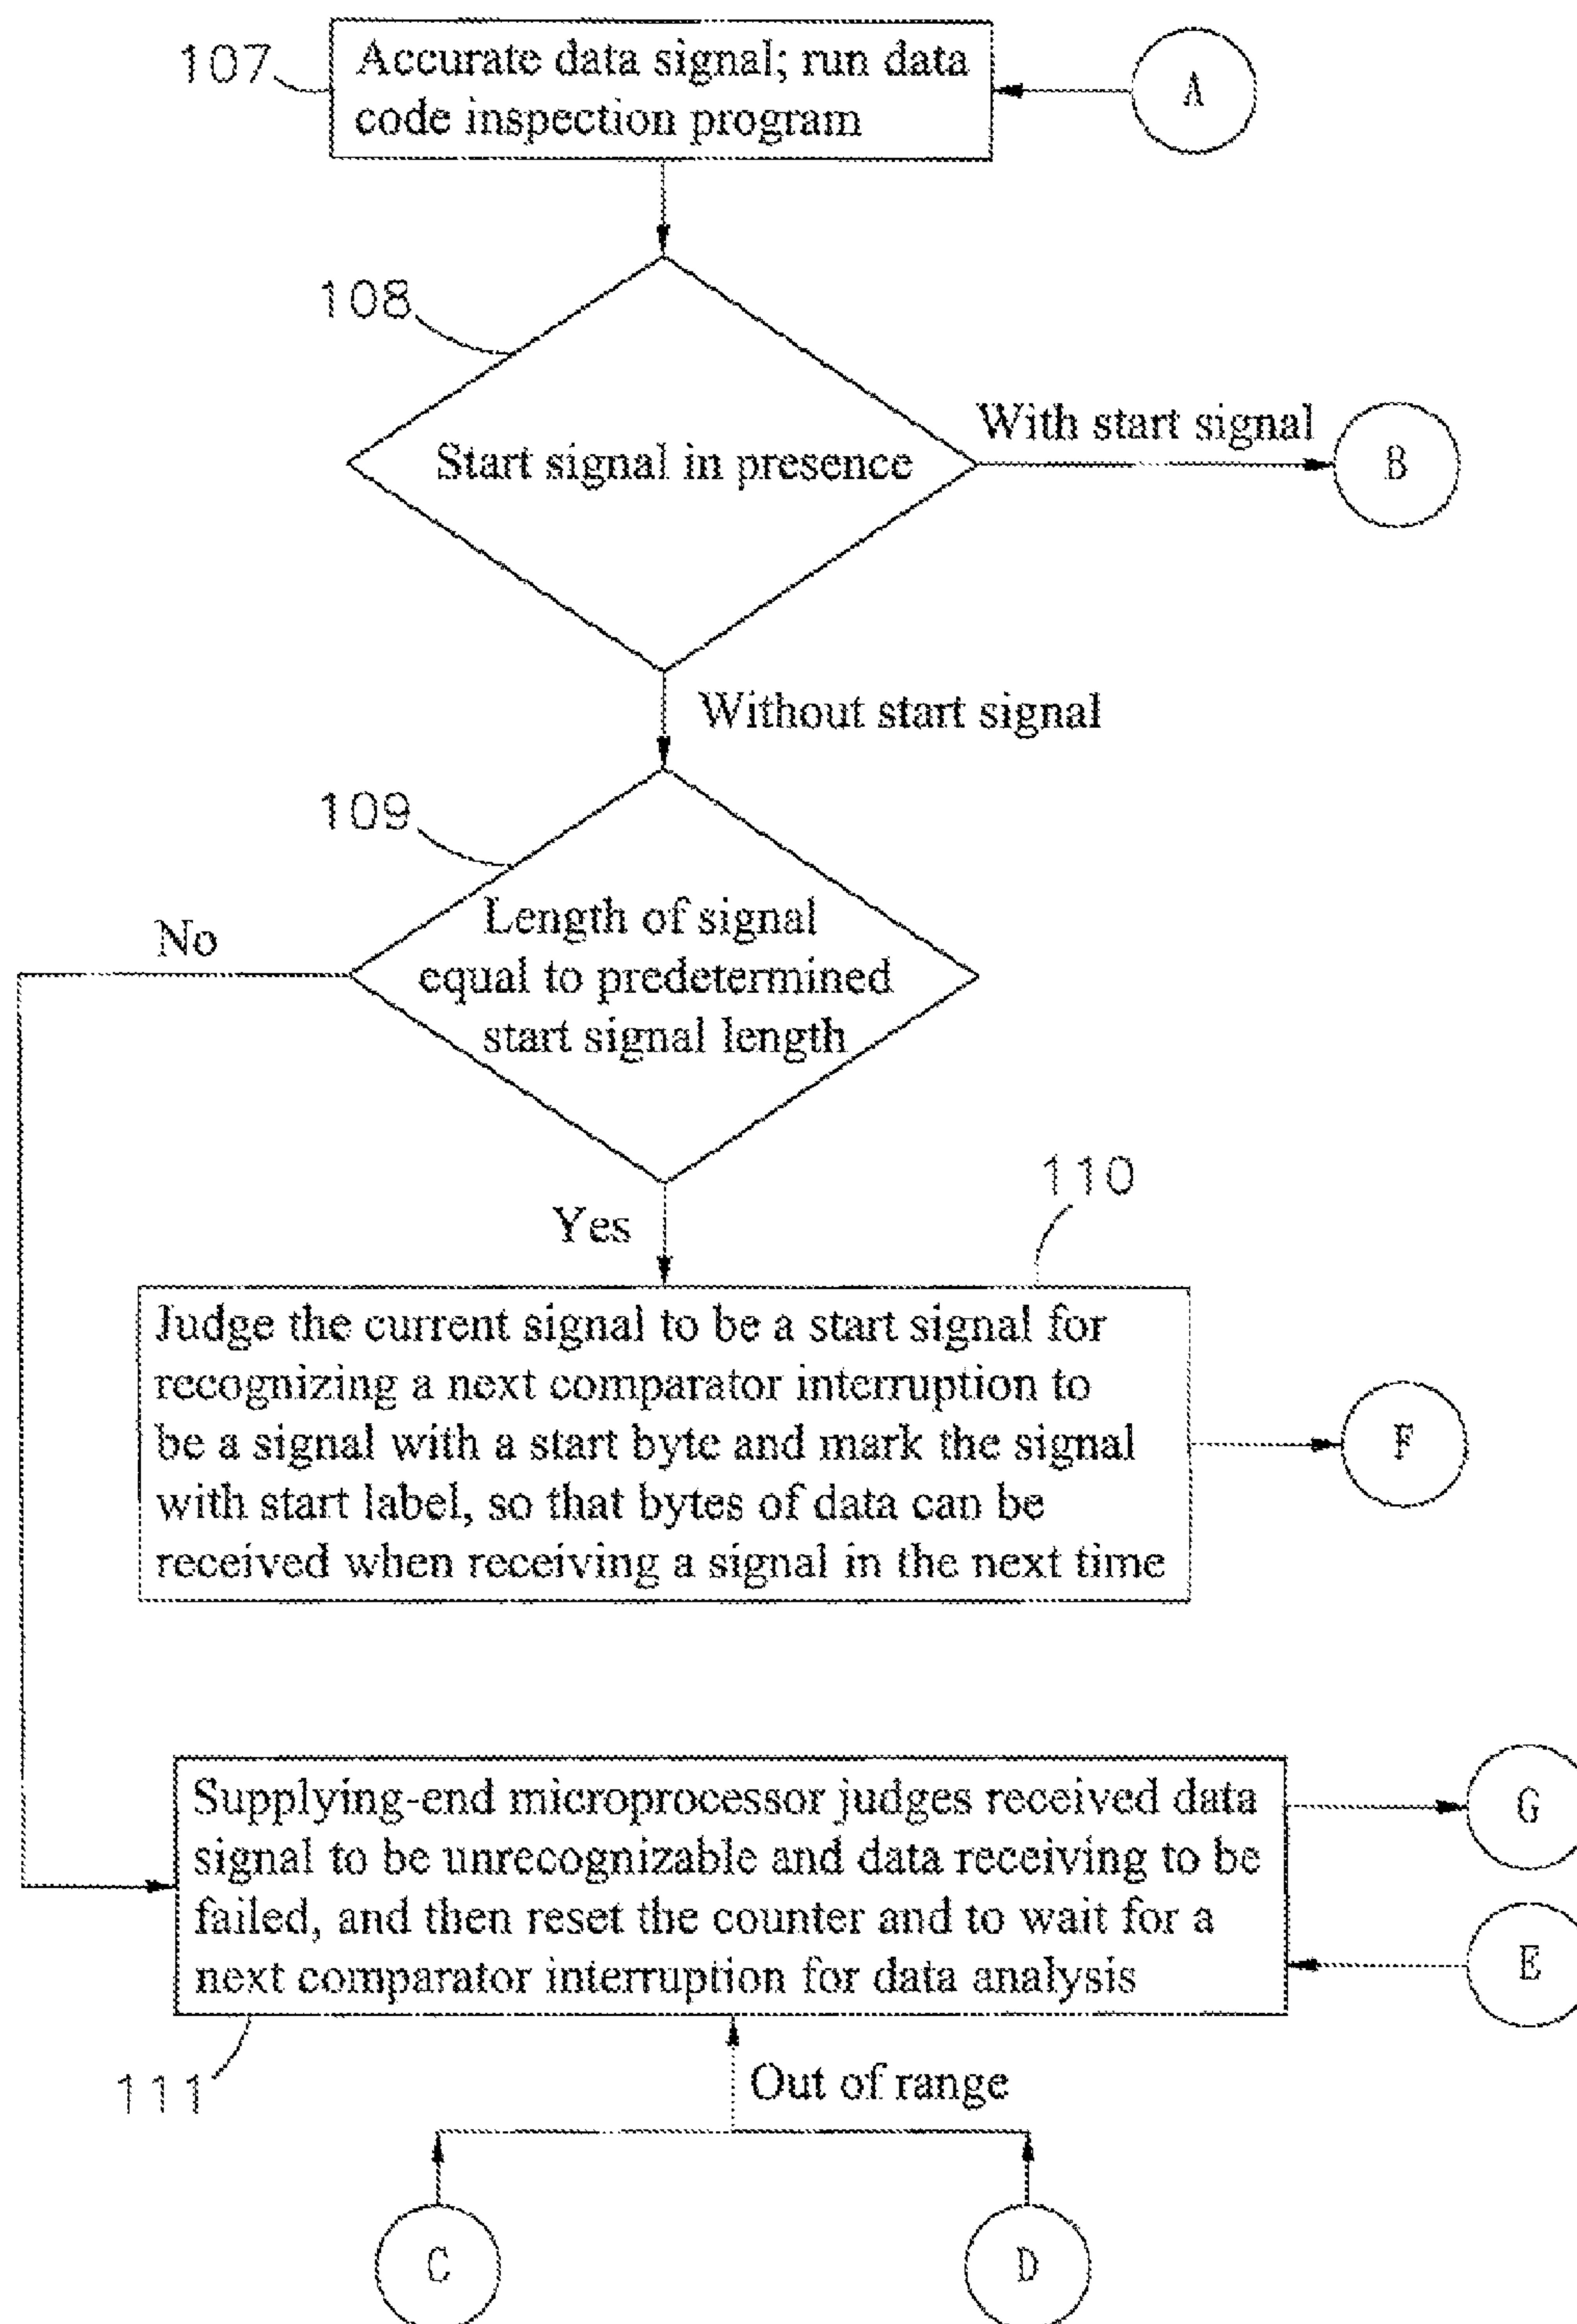 107
Accurate data signal; run data
code inspection program
A
108
Start signal in presence
With start signal
B
Without start signal
109
Length of signal
equal to predetermined
start signal length
No
Yes
110
Judge the current signal to be a start signal for
recognizing a next comparator interruption to
be a signal with a start byte and mark the signal
with start label, so that bytes of data can be
received when receiving a signal in the next time
F
Supplying-end microprocessor judges received data
signal to be unrecognizable and data receiving to be
failed, and then reset the counter and to wait for a
next comparator interruption for data analysis
G
E
111
Out of range
C
D